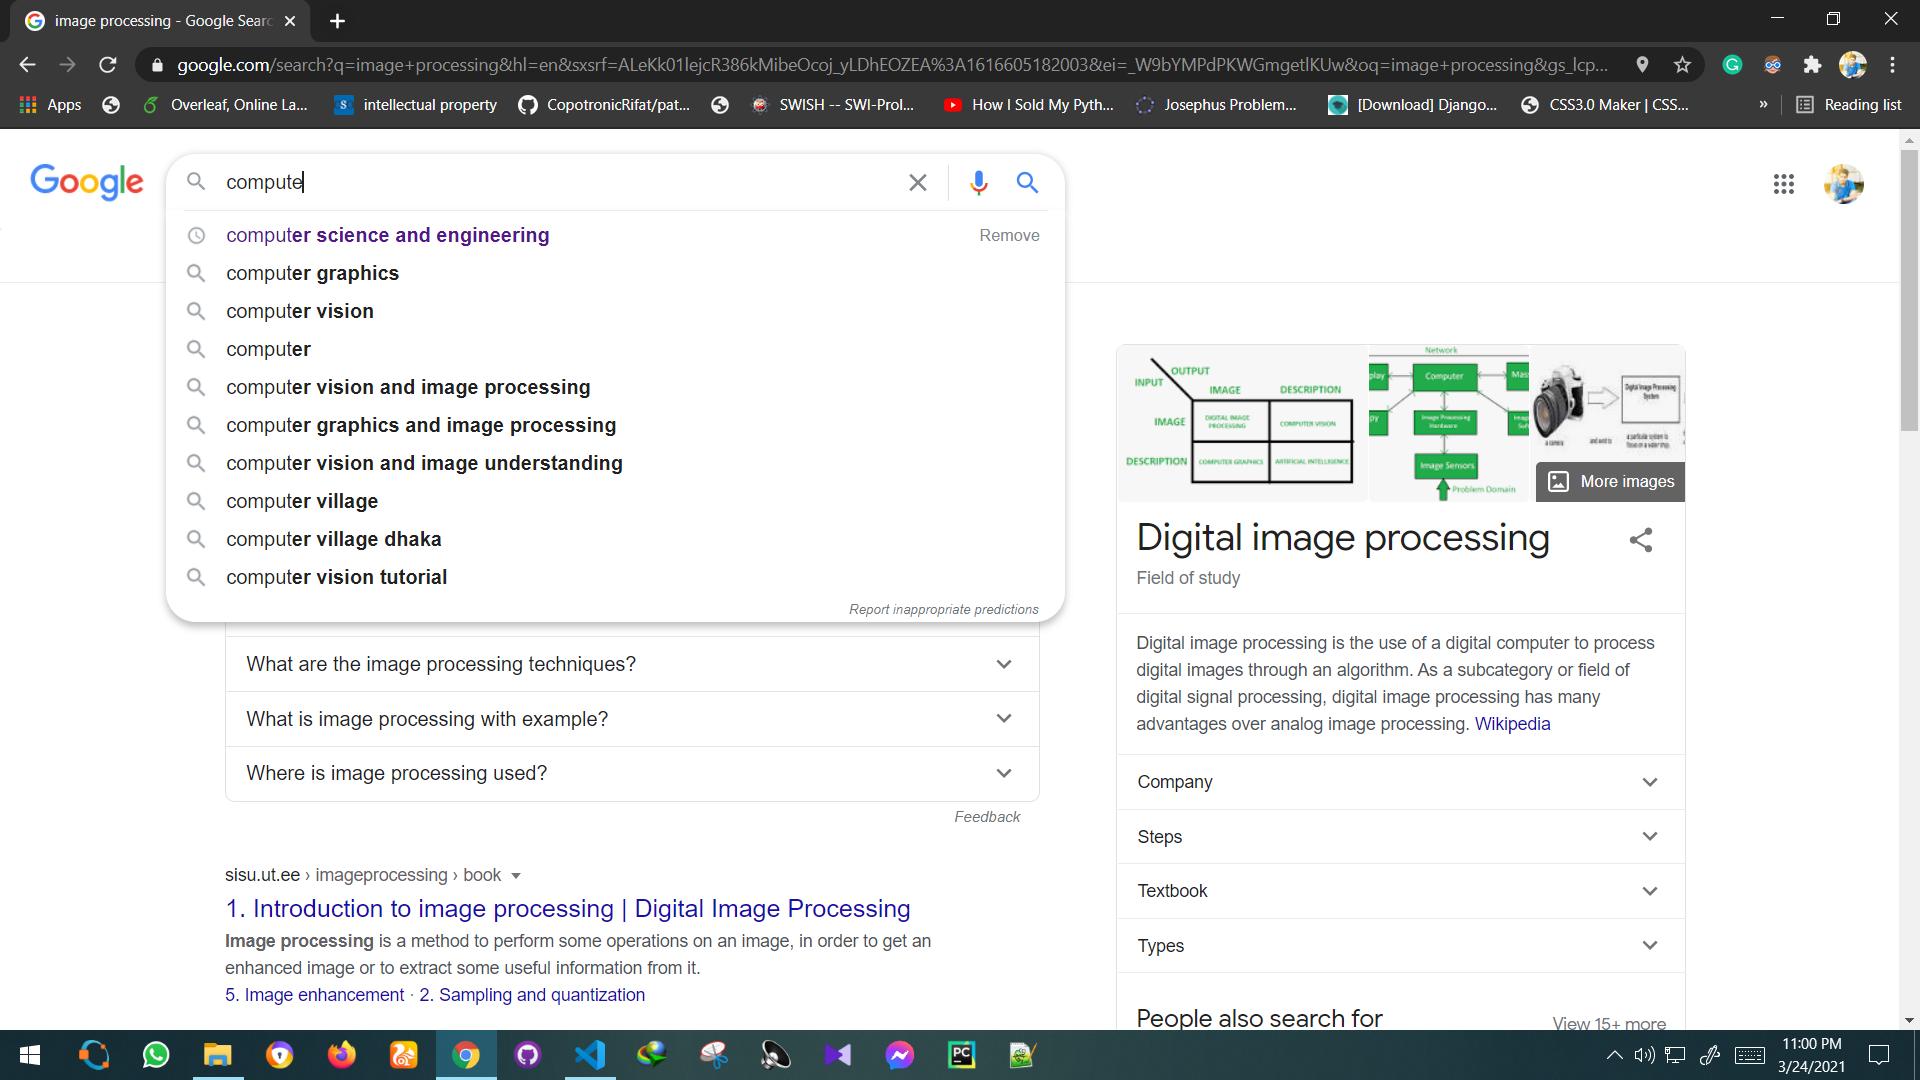 image processing - Google Searc
google.com/search?q=image+processing&hl=en&sxsrf=ALeKk01lejcR386kMibeOcoj_yLDhEOZEA%3A1616605182003&ei=_W9bYMPdPKWGmgetlKUw&oq=image+processing&gs_lcp...
Apps
Overleaf, Online La...
intellectual property
CopotronicRifat/pat...
SWISH -- SWI-Prol...
How I Sold My Pyth...
Josephus Problem...
[Download] Django...
CSS3.0 Maker | CSS...
»
Reading list
Google
compute
computer science and engineering
Remove
computer graphics
computer vision
computer
computer vision and image processing
computer graphics and image processing
computer vision and image understanding
computer village
computer village dhaka
computer vision tutorial
Report inappropriate predictions
What are the image processing techniques?
What is image processing with example?
Where is image processing used?
Feedback
sisu.ut.ee › imageprocessing › book
1. Introduction to image processing | Digital Image Processing
Image processing is a method to perform some operations on an image, in order to get an
enhanced image or to extract some useful information from it.
5. Image enhancement · 2. Sampling and quantization
OUTPUT
INPUT
IMAGE DESCRIPTION
IMAGE
DIGITAL IMAGE PROCESSING
COMPUTER VISION
DESCRIPTION
COMPUTER GRAPHICS
ARTIFICIAL INTELLIGENCE
Network
play
Computer
Mas
py
Image Processing Hardware
Image Sensors
Problem Domain
Digital Image Processing System
a camera
More images
Digital image processing
Field of study
Digital image processing is the use of a digital computer to process
digital images through an algorithm. As a subcategory or field of
digital signal processing, digital image processing has many
advantages over analog image processing. Wikipedia
Company
Steps
Textbook
Types
People also search for
View 15+ more
PC
11:00 PM
3/24/2021